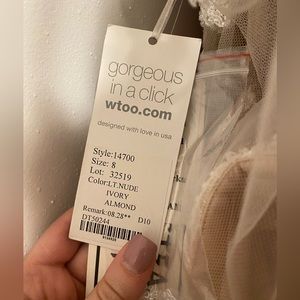 gorgeous
in a click
wtoo.com
designed with love in usa
Style:14700
Size: 8
Lot: 32519
Color:LT.NUDE
IVORY
ALMOND
Remark:08.28** D10
DT50244